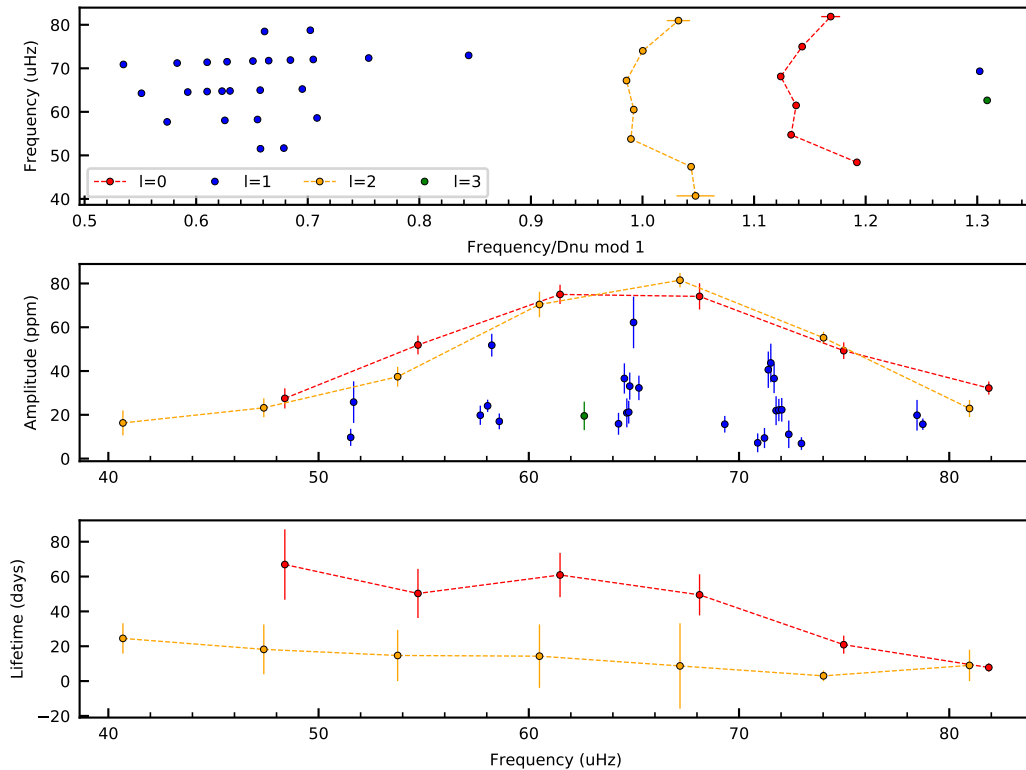 80
70
60
50
40
Frequency (uHz)
l=0 l=1 l=2 l=3
0.5 0.6 0.7 0.8 0.9 1.0 1.1 1.2 1.3
Frequency/Dnu mod 1
80
60
40
20
0
Amplitude (ppm)
40 50 60 70 80
80
60
40
20
0
−20
Lifetime (days)
40 50 60 70 80
Frequency (uHz)